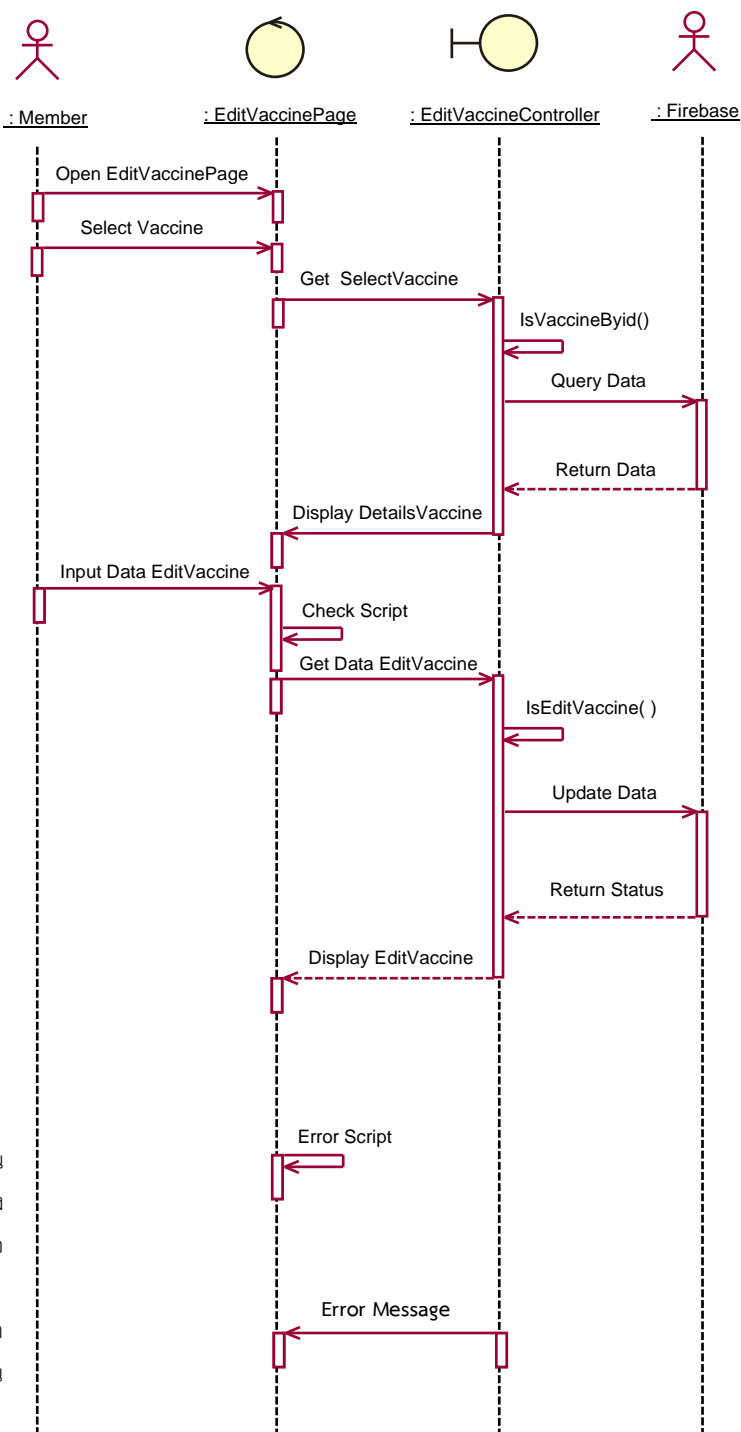 : Member
: EditVaccinePage
: EditVaccineController
: Firebase
Open EditVaccinePage
Select Vaccine
Get  SelectVaccine
IsVaccineByid()
Query Data
Return Data
Display DetailsVaccine
Input Data EditVaccine
Check Script
Get Data EditVaccine
IsEditVaccine( )
Update Data
Return Status
Display EditVaccine
Error Script
Error Message